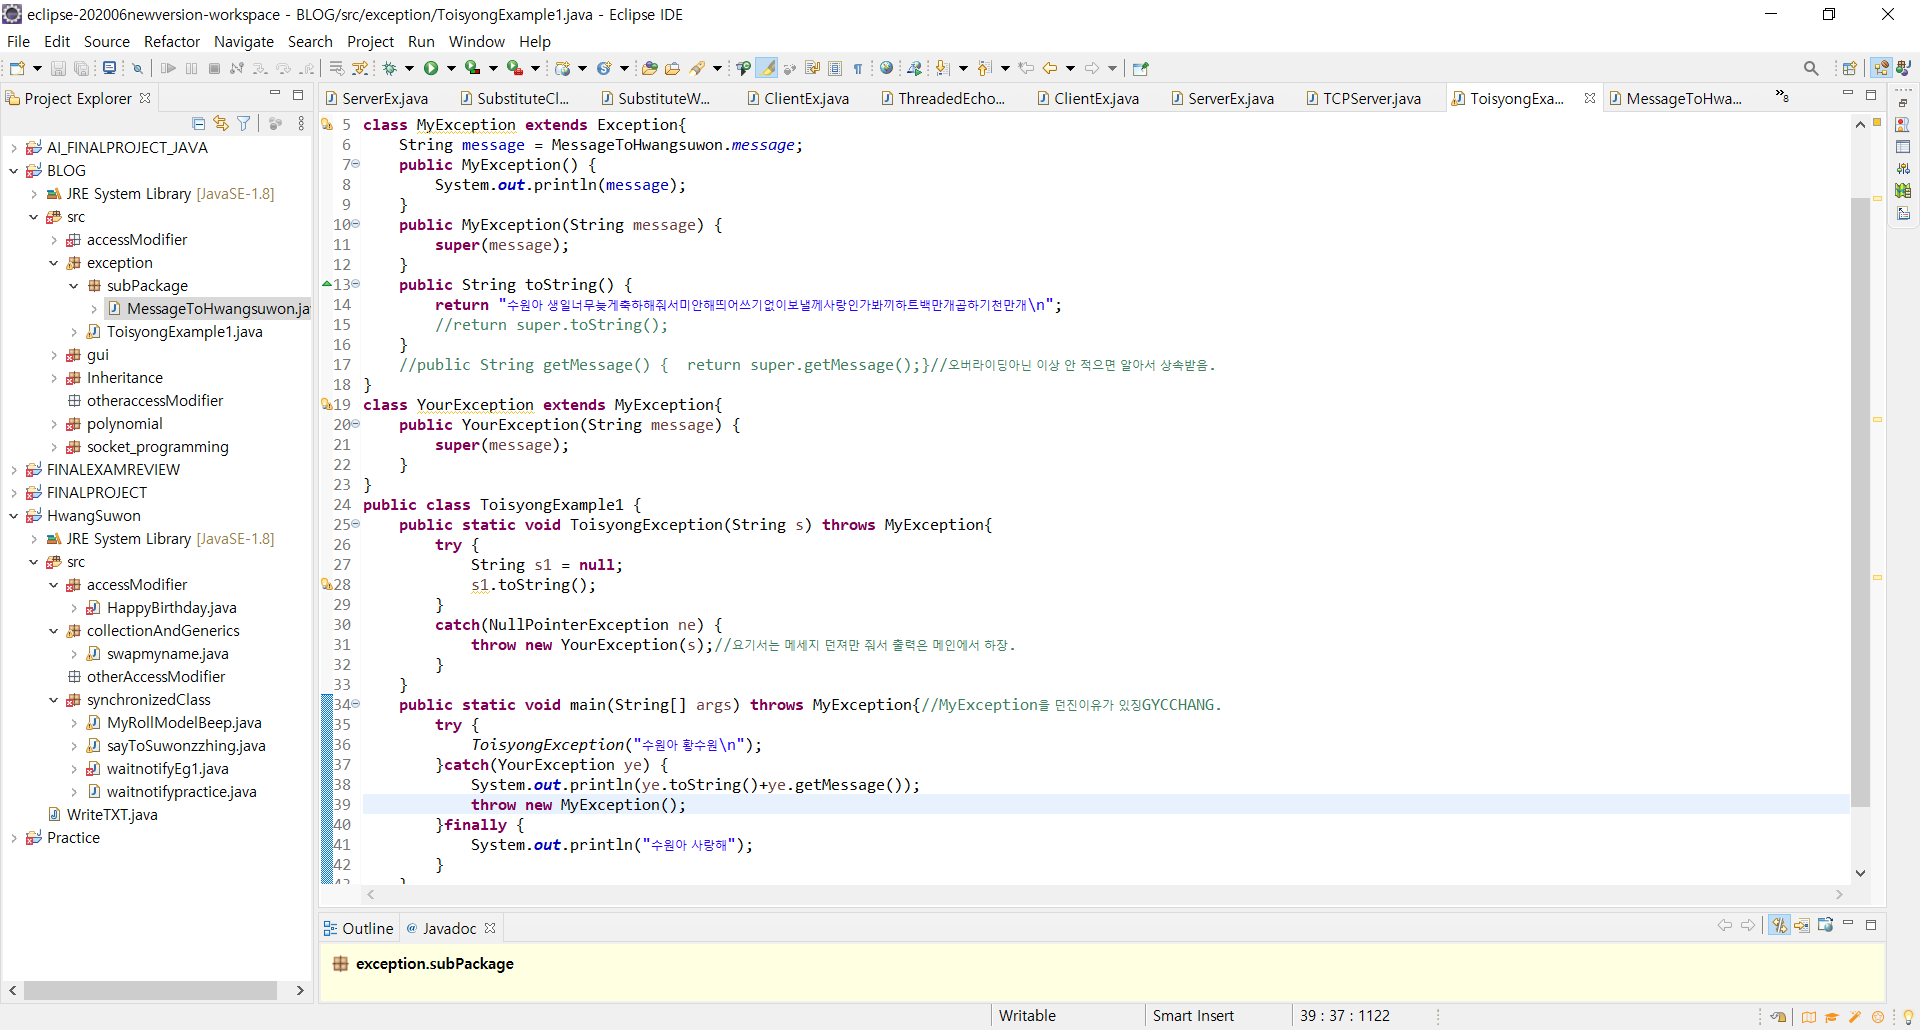 eclipse-202006newversion-workspace - BLOG/src/exception/ToisyongExample1.java - Eclipse IDE
File Edit Source Refactor Navigate Search Project Run Window Help
Project Explorer
AI_FINALPROJECT_JAVA
BLOG
JRE System Library [JavaSE-1.8]
src
accessModifier
exception
subPackage
MessageToHwangsuwon.ja
ToisyongExample1.java
gui
Inheritance
otheraccessModifier
polynomial
socket_programming
FINALEXAMREVIEW
FINALPROJECT
HwangSuwon
JRE System Library [JavaSE-1.8]
src
accessModifier
HappyBirthday.java
collectionAndGenerics
swapmyname.java
otherAccessModifier
synchronizedClass
MyRollModelBeep.java
sayToSuwonzzhing.java
waitnotifyEg1.java
waitnotifypractice.java
WriteTXT.java
Practice
ServerEx.java SubstituteCl... SubstituteW... ClientEx.java ThreadedEcho... ClientEx.java ServerEx.java TCPServer.java ToisyongExa... MessageToHwa... »8
5 class MyException extends Exception{
6 String message = MessageToHwangsuwon.message;
7 public MyException() {
8 System.out.println(message);
9 }
10 public MyException(String message) {
11 super(message);
12 }
13 public String toString() {
14 return "수원아 생일너무늦게축하해줘서미안해띄어쓰기없이보낼께사랑인가봐끼하트백만개곱하기천만개\n";
15 //return super.toString();
16 }
17 //public String getMessage() { return super.getMessage();}//오버라이딩아닌 이상 안 적으면 알아서 상속받음.
18 }
19 class YourException extends MyException{
20 public YourException(String message) {
21 super(message);
22 }
23 }
24 public class ToisyongExample1 {
25 public static void ToisyongException(String s) throws MyException{
26 try {
27 String s1 = null;
28 s1.toString();
29 }
30 catch(NullPointerException ne) {
31 throw new YourException(s);//요기서는 메세지 던져만 줘서 출력은 메인에서 하장.
32 }
33 }
34 public static void main(String[] args) throws MyException{//MyException을 던진이유가 있징GYCCHANG.
35 try {
36 ToisyongException("수원아 황수원\n");
37 }catch(YourException ye) {
38 System.out.println(ye.toString()+ye.getMessage());
39 throw new MyException();
40 }finally {
41 System.out.println("수원아 사랑해");
42 }
Outline Javadoc
exception.subPackage
Writable Smart Insert 39 : 37 : 1122